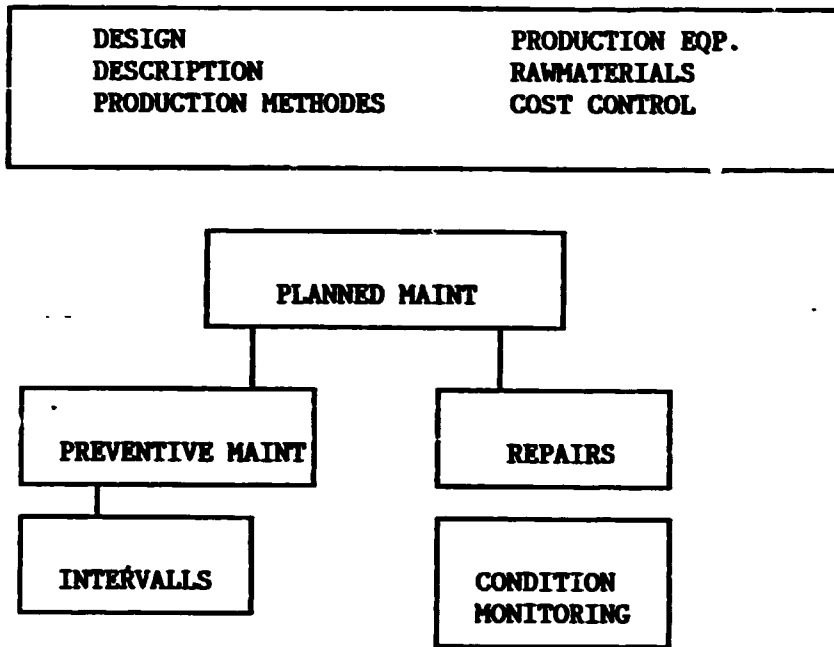 DESIGN
DESCRIPTION
PRODUCTION METHODES
PRODUCTION EQP.
RAWMATERIALS
COST CONTROL
PLANNED MAINT
PREVENTIVE MAINT
REPAIRS
INTERVALLS
CONDITION
MONITORING